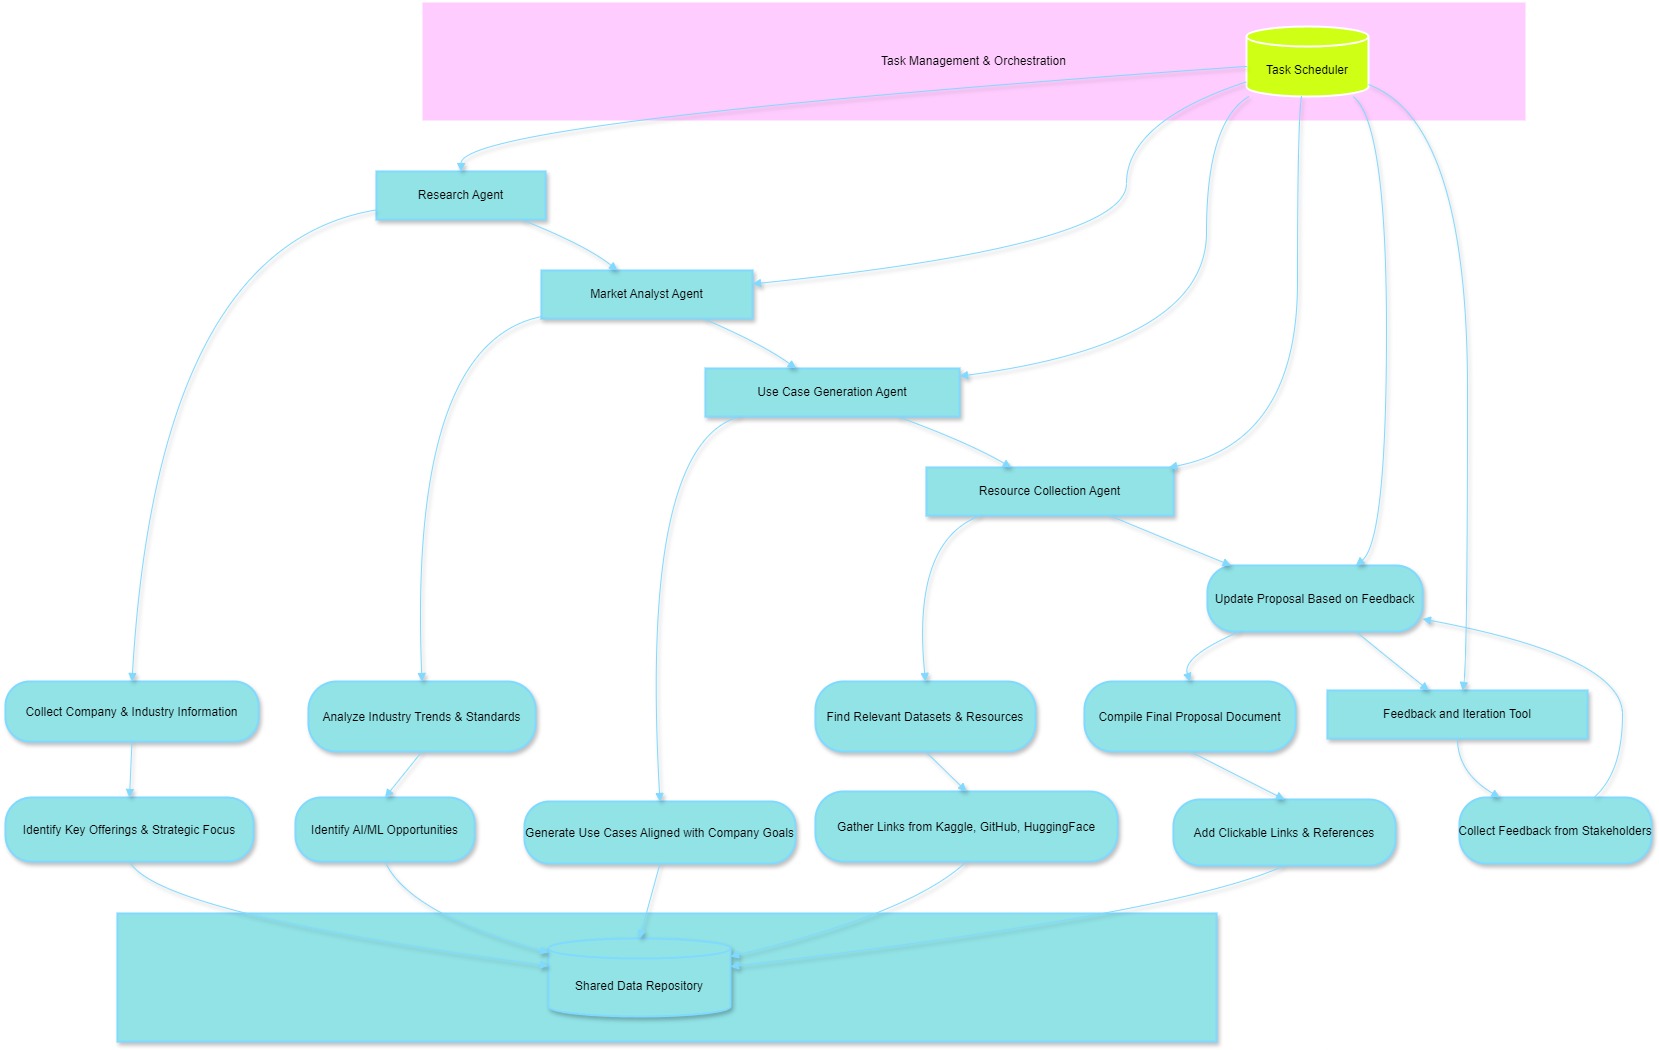 Task Management & Orchestration
Task Scheduler
Research Agent
Market Analyst Agent
Use Case Generation Agent
Resource Collection Agent
Update Proposal Based on Feedback
Collect Company & Industry Information
Analyze Industry Trends & Standards
Find Relevant Datasets & Resources
Compile Final Proposal Document
Feedback and Iteration Tool
Identify Key Offerings & Strategic Focus
Identify AI/ML Opportunities
Generate Use Cases Aligned with Company Goals
Gather Links from Kaggle, GitHub, HuggingFace
Add Clickable Links & References
Collect Feedback from Stakeholders
Shared Data Repository